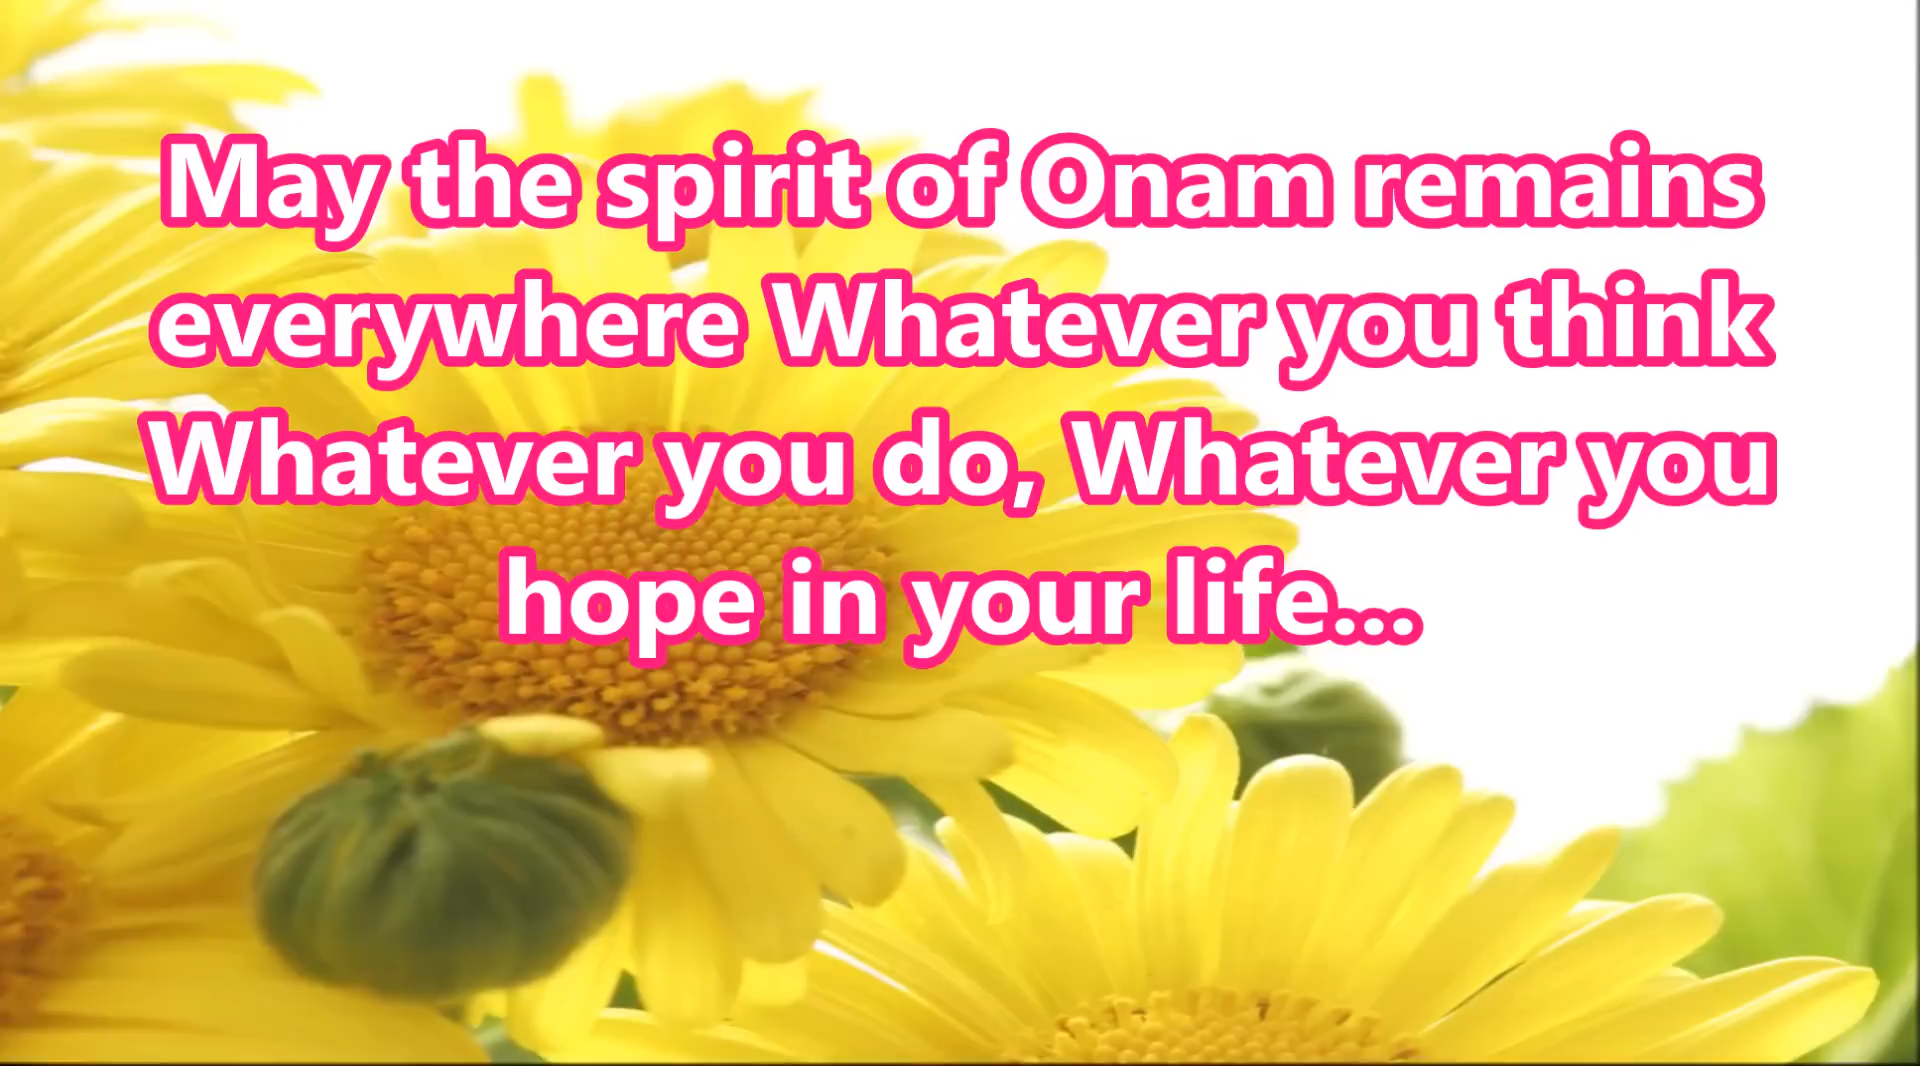 May the spirit of Onam remains
everywhere Whatever you think
Whatever you do, Whatever you
hope in your life...